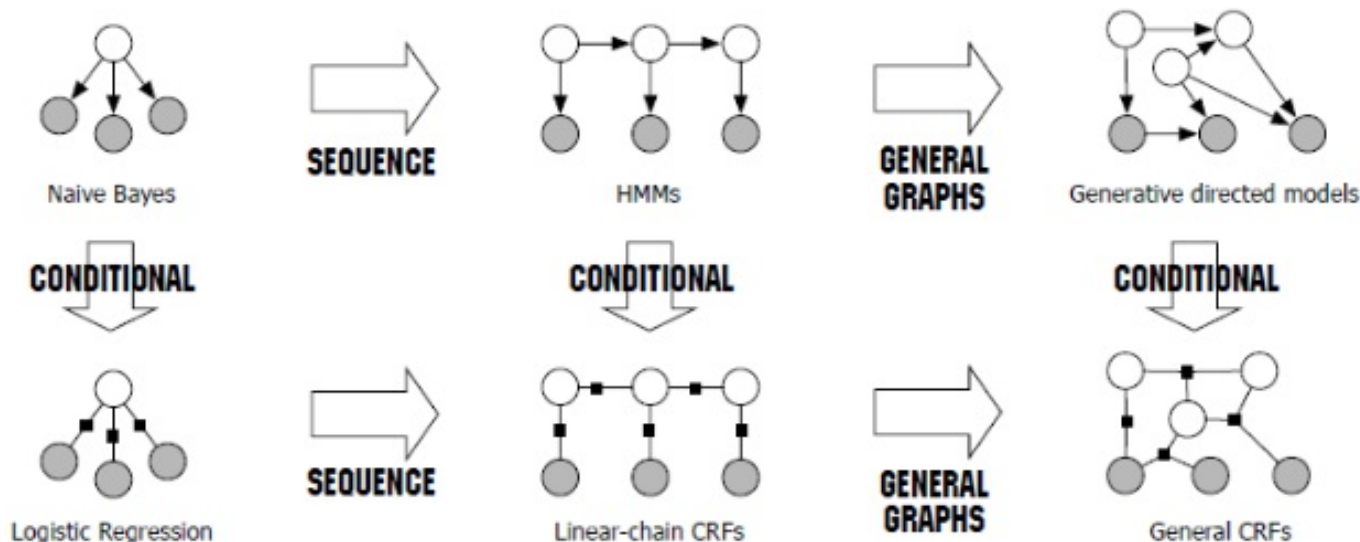 SEQUENCE
GENERAL
GRAPHS
Naive Bayes
HMMs
Generative directed models
CONDITIONAL
CONDITIONAL
CONDITIONAL
SEQUENCE
GENERAL
GRAPHS
Logistic Regression
Linear-chain CRFs
General CRFs